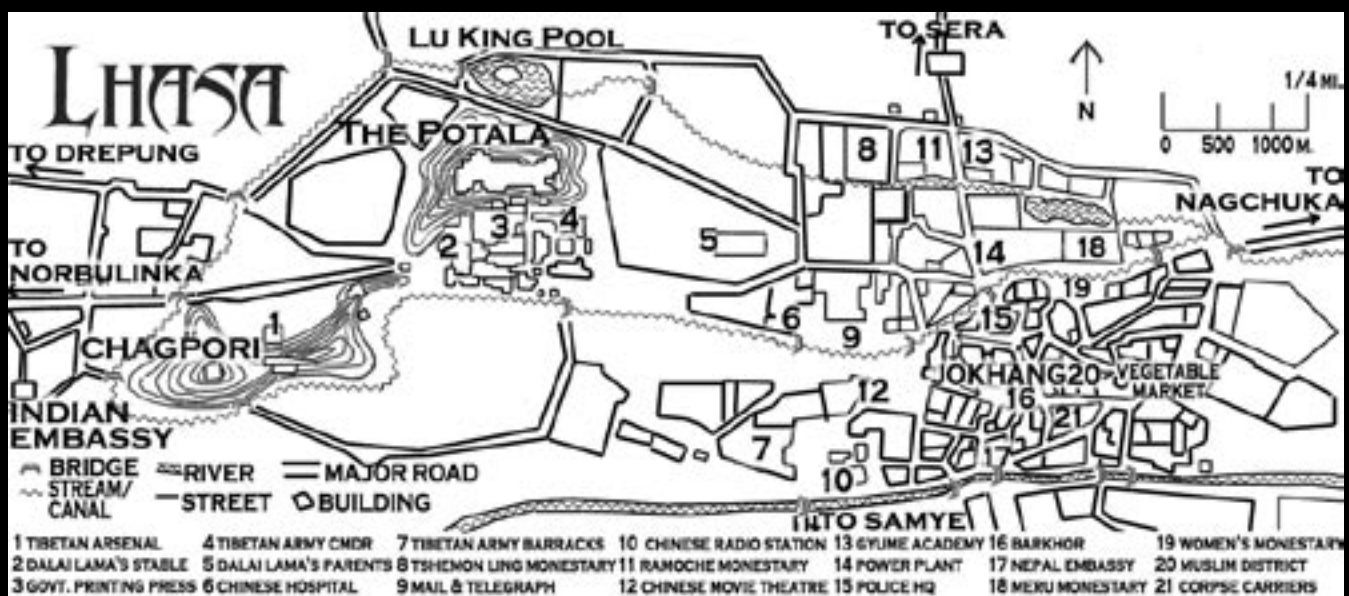 LHASA
LU KING POOL
TO SERA
N
1/4 MI.
0 500 1000 M.
THE POTALA
TO DREPUNG
8
11
13
TO
NAGCHUKA
2
3
4
5
14
18
TO
NORBULINKA
19
1
6
9
15
CHAGPORI
JOKHANG 20
VEGETABLE
MARKET
12
16
21
INDIAN
EMBASSY
7
17
10
BRIDGE
RIVER
MAJOR ROAD
STREAM/
CANAL
STREET
BUILDING
TO SAMYE
1 TIBETAN ARSENAL 4 TIBETAN ARMY CMDR 7 TIBETAN ARMY BARRACKS 10 CHINESE RADIO STATION 13 GYUME ACADEMY 16 BARKHOR 19 WOMEN'S MONESTARY
2 DALAI LAMA'S STABLE 5 DALAI LAMA'S PARENTS 8 TSHEMON LING MONESTARY 11 RAMOCHE MONESTARY 14 POWER PLANT 17 NEPAL EMBASSY 20 MUSLIM DISTRICT
3 GOVT. PRINTING PRESS 6 CHINESE HOSPITAL 9 MAIL & TELEGRAPH 12 CHINESE MOVIE THEATRE 15 POLICE HQ 18 MERU MONESTARY 21 CORPSE CARRIERS